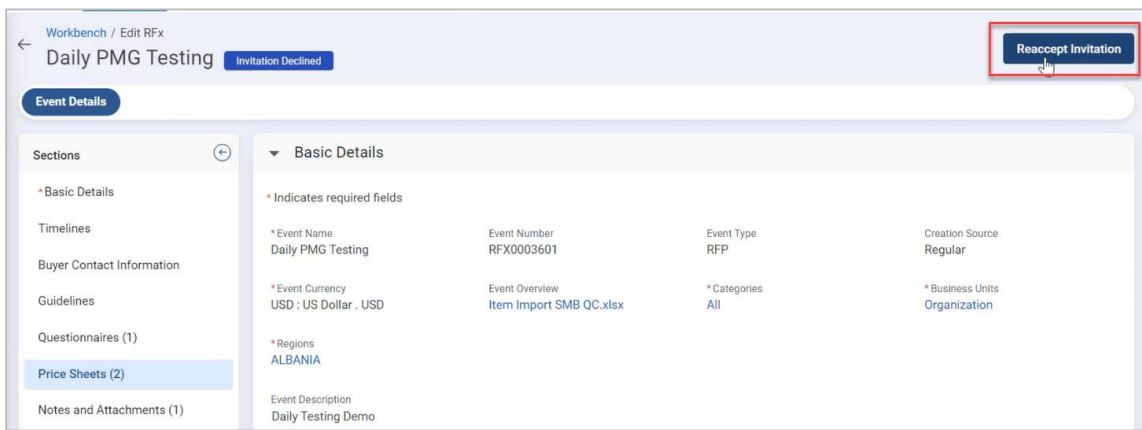 Workbench / Edit RFx
Daily PMG Testing
Invitation Declined
Reaccept Invitation
Event Details
Sections
* Basic Details
Timelines
Buyer Contact Information
Guidelines
Questionnaires (1)
Price Sheets (2)
Notes and Attachments (1)
Basic Details
* Indicates required fields
* Event Name
Daily PMG Testing
Event Number
RFX0003601
Event Type
RFP
Creation Source
Regular
* Event Currency
USD : US Dollar . USD
Event Overview
Item Import SMB QC.xlsx
* Categories
All
* Business Units
Organization
* Regions
ALBANIA
Event Description
Daily Testing Demo